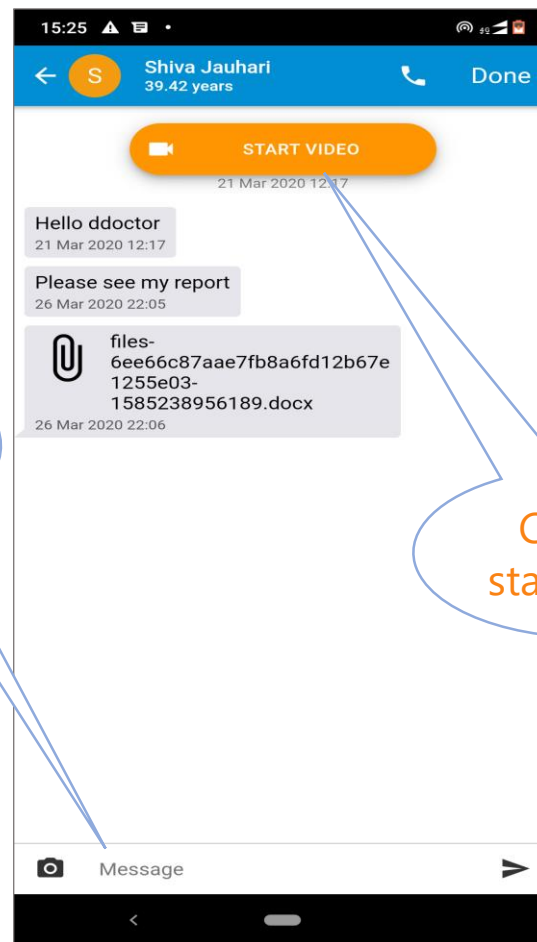 15:25
S
Shiva Jauhari
39.42 years
Done
START VIDEO
21 Mar 2020 12:17
Hello ddoctor
21 Mar 2020 12:17
Please see my report
26 Mar 2020 22:05
files-
6ee66c87aae7fb8a6fd12b67e
1255e03-
1585238956189.docx
26 Mar 2020 22:06
Message